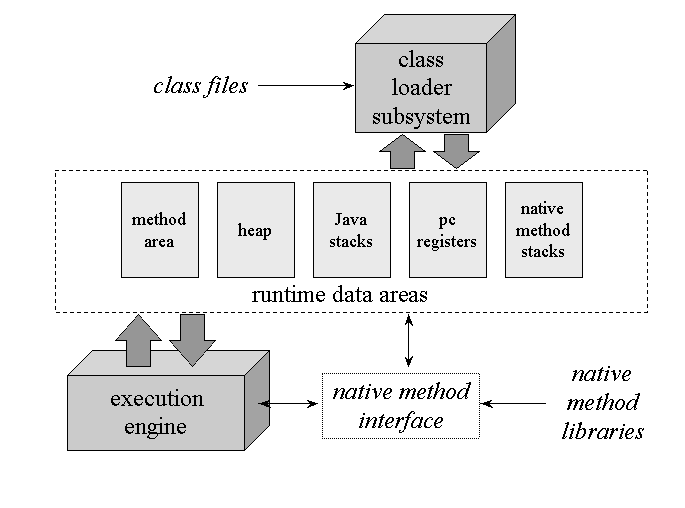 class
loader
subsystem
class files
method
area
heap
Java
stacks
pc
registers
native
method
stacks
runtime data areas
execution
engine
native method
interface
native
method
libraries